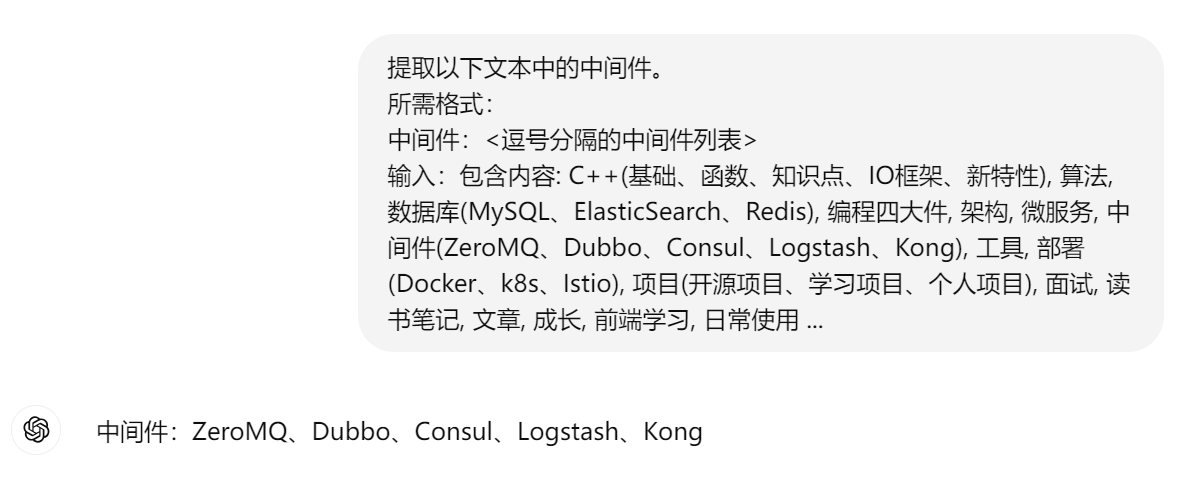 提取以下文本中的中间件。
所需格式：
中间件：<逗号分隔的中间件列表>
输入：包含内容: C++(基础、函数、知识点、IO框架、新特性), 算法,
数据库(MySQL、ElasticSearch、Redis), 编程四大件, 架构, 微服务, 中
间件(ZeroMQ、Dubbo、Consul、Logstash、Kong), 工具, 部署
(Docker、k8s、Istio), 项目(开源项目、学习项目、个人项目), 面试, 读
书笔记, 文章, 成长, 前端学习, 日常使用 ...
中间件：ZeroMQ、Dubbo、Consul、Logstash、Kong